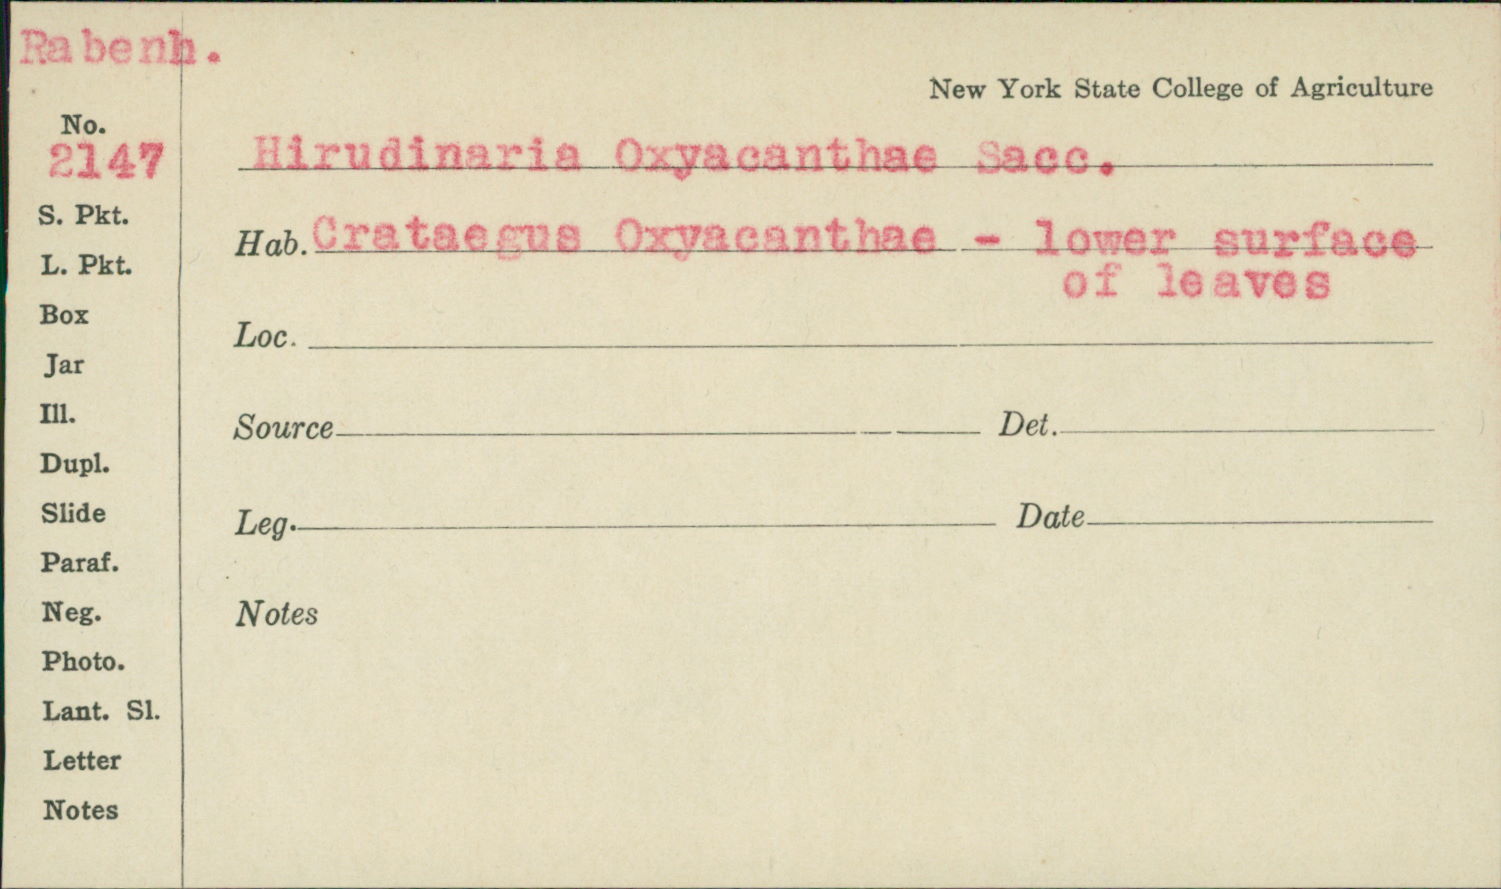 Rabenh.
New York State College of Agriculture
No.
2147
Hirudinaria Oxyacanthae Sacc.
S. Pkt.
Hab. Crataegus Oxyacanthae - lower surface
of leaves
L. Pkt.
Box
Loc.
Jar
Ill.
Source Det.
Dupl.
Slide
Leg. Date
Paraf.
Neg.
Notes
Photo.
Lant. Sl.
Letter
Notes